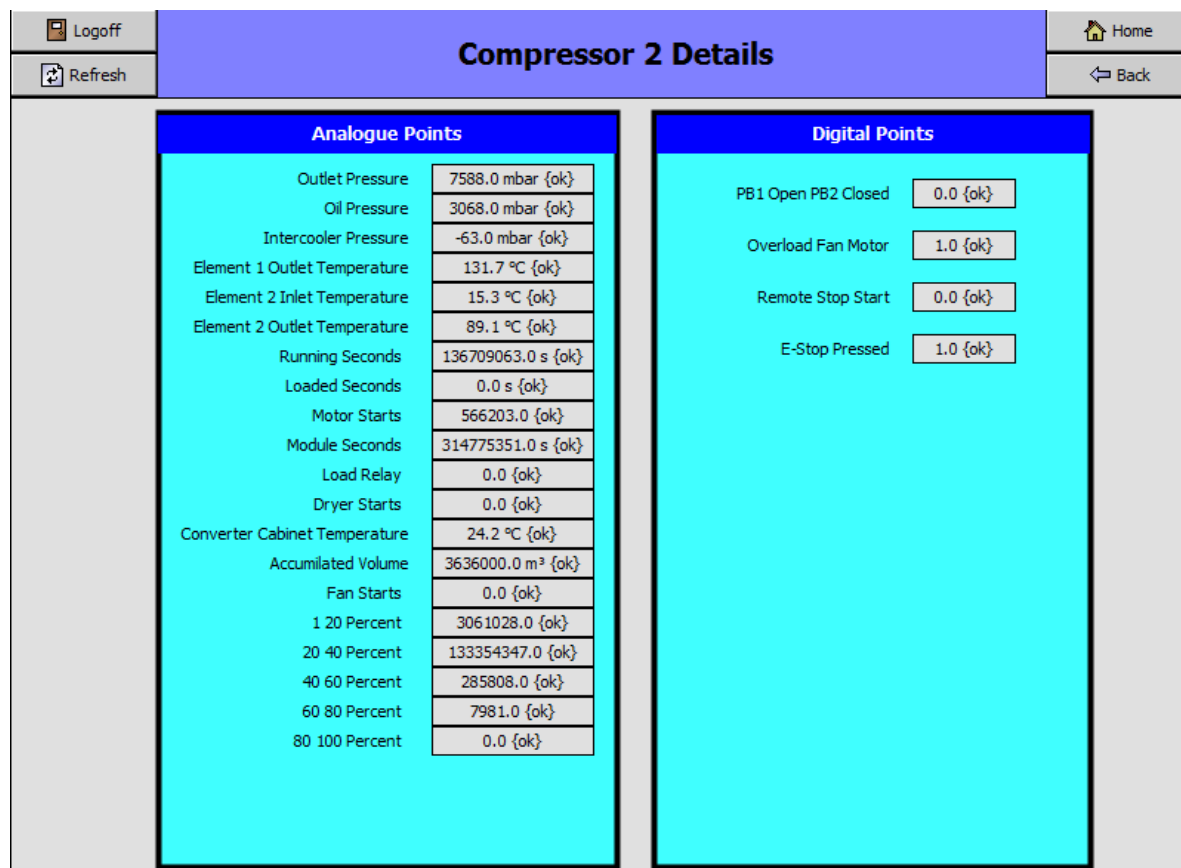 Logoff
Refresh
Compressor 2 Details
Home
Back
Analogue Points
Outlet Pressure 7588.0 mbar {ok}
Oil Pressure 3068.0 mbar {ok}
Intercooler Pressure -63.0 mbar {ok}
Element 1 Outlet Temperature 131.7 °C {ok}
Element 2 Inlet Temperature 15.3 °C {ok}
Element 2 Outlet Temperature 89.1 °C {ok}
Running Seconds 136709063.0 s {ok}
Loaded Seconds 0.0 s {ok}
Motor Starts 566203.0 {ok}
Module Seconds 314775351.0 s {ok}
Load Relay 0.0 {ok}
Dryer Starts 0.0 {ok}
Converter Cabinet Temperature 24.2 °C {ok}
Accumilated Volume 3636000.0 m³ {ok}
Fan Starts 0.0 {ok}
1 20 Percent 3061028.0 {ok}
20 40 Percent 133354347.0 {ok}
40 60 Percent 285808.0 {ok}
60 80 Percent 7981.0 {ok}
80 100 Percent 0.0 {ok}
Digital Points
PB1 Open PB2 Closed 0.0 {ok}
Overload Fan Motor 1.0 {ok}
Remote Stop Start 0.0 {ok}
E-Stop Pressed 1.0 {ok}